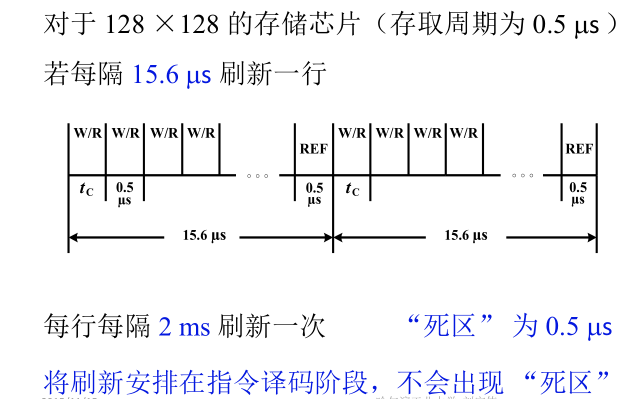 对于 128 ×128 的存储芯片（存取周期为 0.5 μs ）
若每隔 15.6 μs 刷新一行
W/R W/R W/R W/R REF W/R W/R W/R W/R REF
tC 0.5 μs 。。。 0.5 μs tC 。。。 0.5 μs
15.6 μs 15.6 μs
每行每隔 2 ms 刷新一次 “死区” 为 0.5 μs
将刷新安排在指令译码阶段，不会出现 “死区”